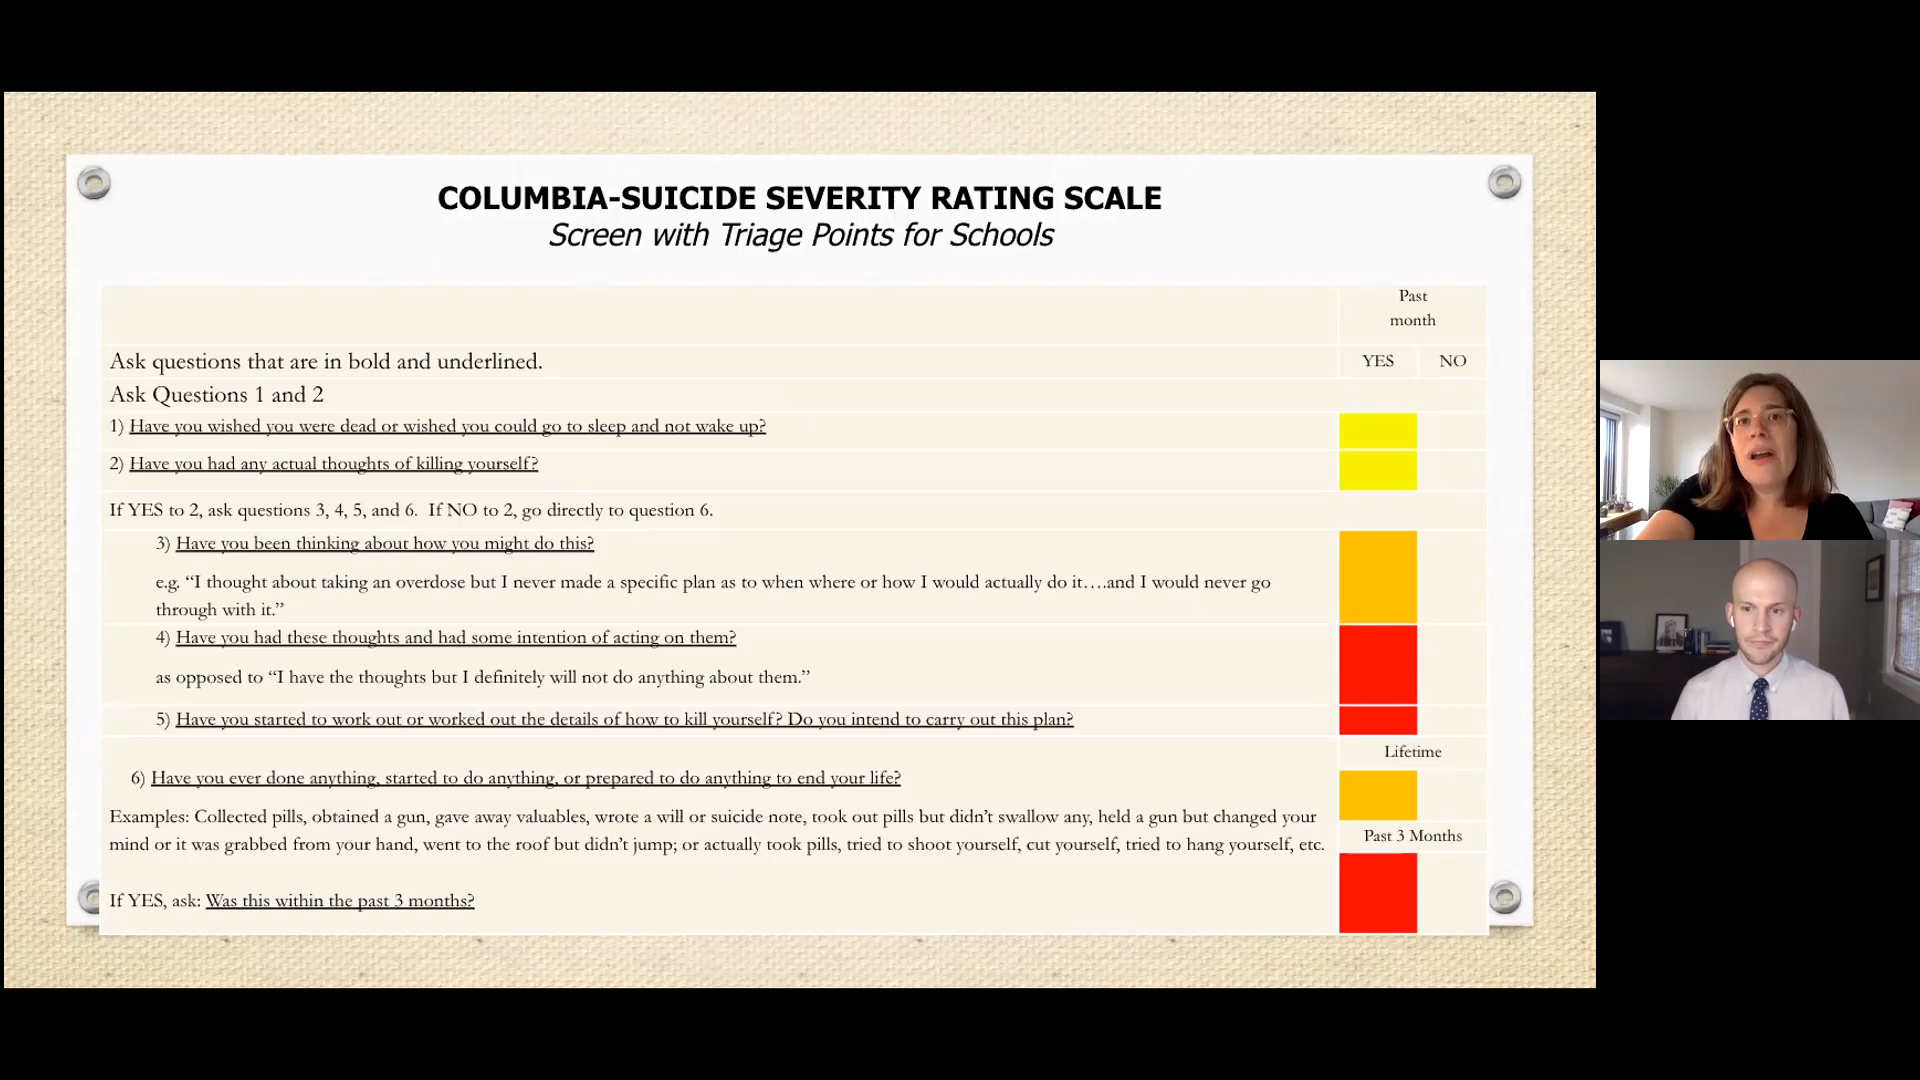 COLUMBIA-SUICIDE SEVERITY RATING SCALE
Screen with Triage Points for Schools
Past
month
Ask questions that are in bold and underlined.
YES NO
Ask Questions 1 and 2
1) Have you wished you were dead or wished you could go to sleep and not wake up?
2) Have you had any actual thoughts of killing yourself?
If YES to 2, ask questions 3, 4, 5, and 6.  If NO to 2, go directly to question 6.
3) Have you been thinking about how you might do this?
e.g. “I thought about taking an overdose but I never made a specific plan as to when where or how I would actually do it….and I would never go
through with it.”
4) Have you had these thoughts and had some intention of acting on them?
as opposed to “I have the thoughts but I definitely will not do anything about them.”
5) Have you started to work out or worked out the details of how to kill yourself? Do you intend to carry out this plan?
Lifetime
6) Have you ever done anything, started to do anything, or prepared to do anything to end your life?
Examples: Collected pills, obtained a gun, gave away valuables, wrote a will or suicide note, took out pills but didn’t swallow any, held a gun but changed your
Past 3 Months
mind or it was grabbed from your hand, went to the roof but didn’t jump; or actually took pills, tried to shoot yourself, cut yourself, tried to hang yourself, etc.
If YES, ask: Was this within the past 3 months?